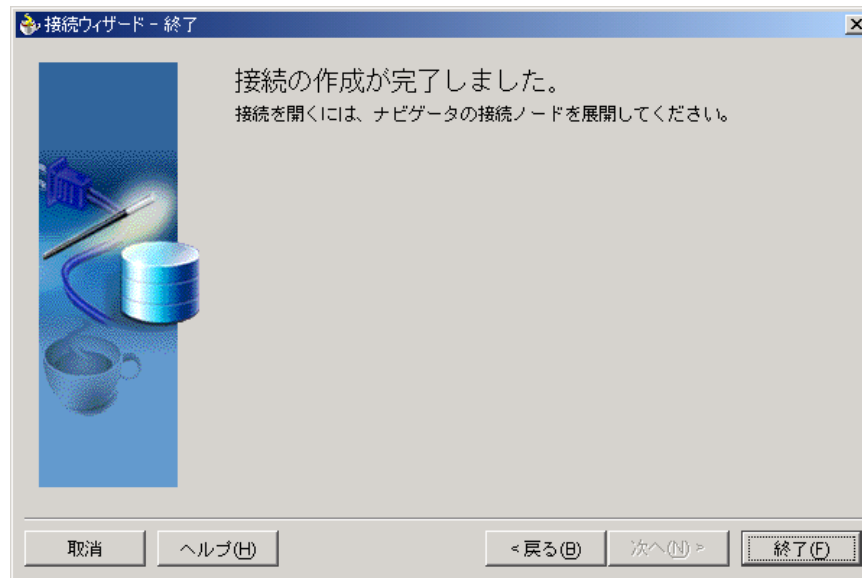 接続ウィザード - 終了
接続の作成が完了しました。
接続を開くには、ナビゲータの接続ノードを展開してください。
取消
ヘルプ(H)
<戻る(B)
次へ(N)>
終了(F)